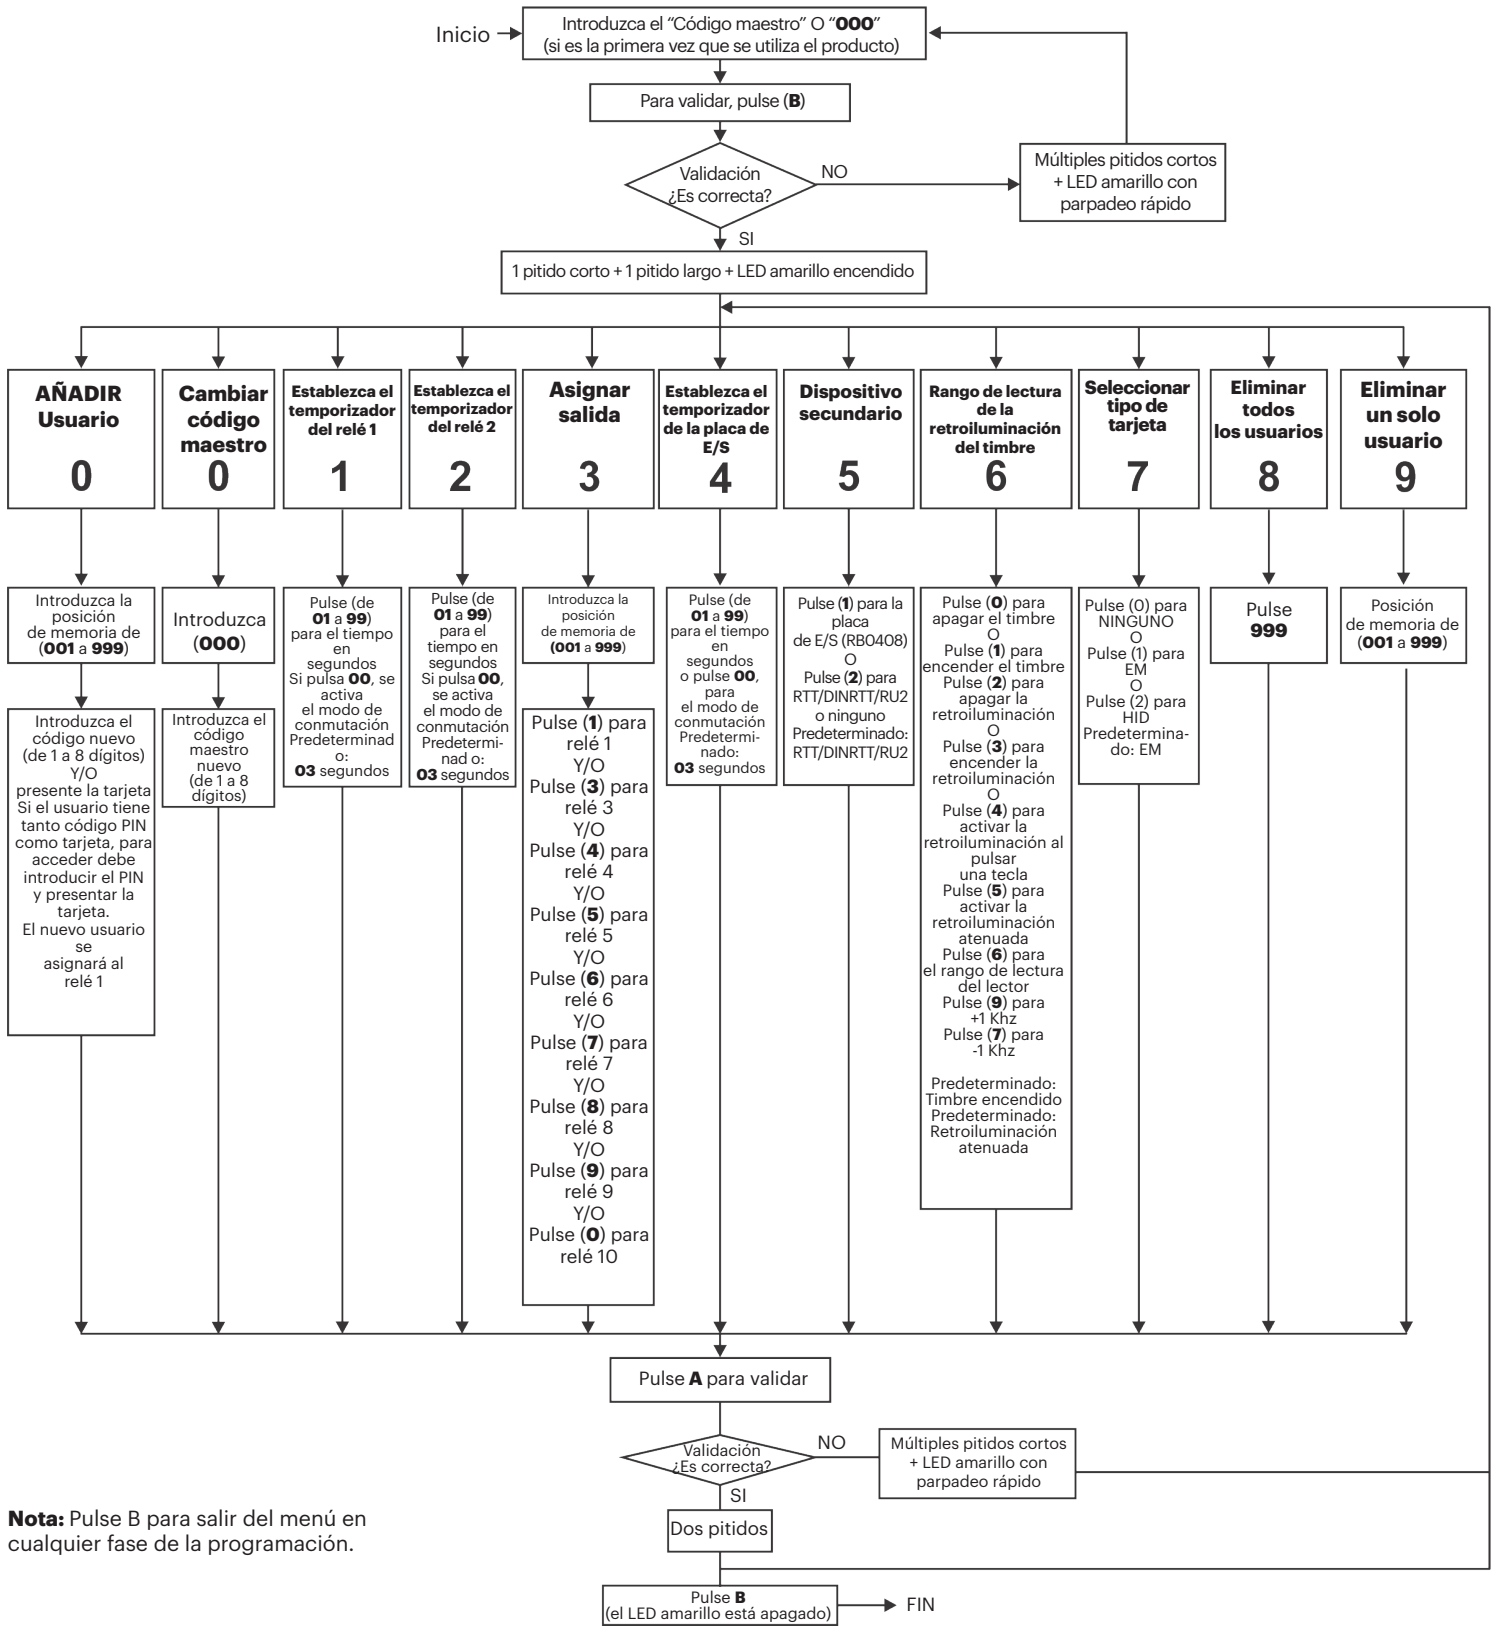 Inicio
Introduzca el “Código maestro” O “000”
(si es la primera vez que se utiliza el producto)
Para validar, pulse (B)
Validación
¿Es correcta?
NO
Múltiples pitidos cortos
+ LED amarillo con
parpadeo rápido
SI
1 pitido corto + 1 pitido largo + LED amarillo encendido
AÑADIR
Usuario
0
Cambiar
código
maestro
0
Establezca el
temporizador
del relé 1
1
Establezca el
temporizador
del relé 2
2
Asignar
salida
3
Establezca el
temporizador
de la placa de
E/S
4
Dispositivo
secundario
5
Rango de lectura
de la
retroiluminación
del timbre
6
Seleccionar
tipo de
tarjeta
7
Eliminar
todos
los usuarios
8
Eliminar
un solo
usuario
9
Introduzca la
posición
de memoria de
(001 a 999)
Introduzca el
código nuevo
(de 1 a 8 dígitos)
Y/O
presente la tarjeta
Si el usuario tiene
tanto código PIN
como tarjeta, para
acceder debe
introducir el PIN
y presentar la
tarjeta.
El nuevo usuario
se
asignará al
relé 1
Introduzca
(000)
Introduzca el
código
maestro
nuevo
(de 1 a 8
dígitos)
Pulse (de
01 a 99)
para el tiempo
en
segundos
Si pulsa 00, se
activa
el modo de
conmutación
Predeterminad
o:
03 segundos
Pulse (de
01 a 99)
para el
tiempo en
segundos
Si pulsa 00,
se activa
el modo de
conmutación
Predetermi-
nad o:
03 segundos
Introduzca la
posición
de memoria de
(001 a 999)
Pulse (1) para
relé 1
Y/O
Pulse (3) para
relé 3
Y/O
Pulse (4) para
relé 4
Y/O
Pulse (5) para
relé 5
Y/O
Pulse (6) para
relé 6
Y/O
Pulse (7) para
relé 7
Y/O
Pulse (8) para
relé 8
Y/O
Pulse (9) para
relé 9
Y/O
Pulse (0) para
relé 10
Pulse (de
01 a 99)
para el tiempo
en
segundos
o pulse 00,
para
el modo de
conmutación
Predetermi-
nado:
03 segundos
Pulse (1) para la
placa
de E/S (RB0408)
O
Pulse (2) para
RTT/DINRTT/RU2
o ninguno
Predeterminado:
RTT/DINRTT/RU2
Pulse (0) para
apagar el timbre
O
Pulse (1) para
encender el timbre
Pulse (2) para
apagar la
retroiluminación
O
Pulse (3) para
encender la
retroiluminación
O
Pulse (4) para
activar la
retroiluminación al
pulsar
una tecla
Pulse (5) para
activar la
retroiluminación
atenuada
Pulse (6) para
el rango de lectura
del lector
Pulse (9) para
+1 Khz
Pulse (7) para
-1 Khz
Predeterminado:
Timbre encendido
Predeterminado:
Retroiluminación
atenuada
Pulse (0) para
NINGUNO
O
Pulse (1) para
EM
O
Pulse (2) para
HID
Predetermina-
do: EM
Pulse
999
Posición
de memoria de
(001 a 999)
Pulse A para validar
Validación
¿Es correcta?
NO
Múltiples pitidos cortos
+ LED amarillo con
parpadeo rápido
SI
Dos pitidos
Nota: Pulse B para salir del menú en
cualquier fase de la programación.
Pulse B
(el LED amarillo está apagado)
FIN